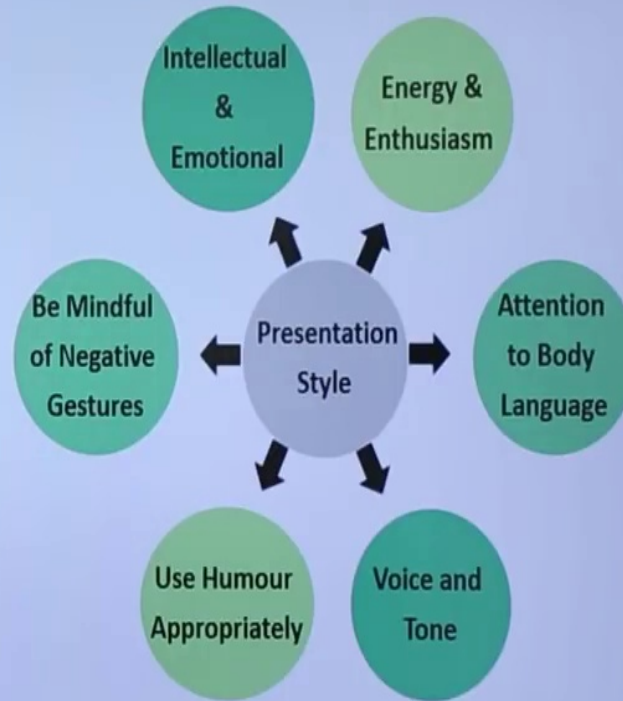 Intellectual
&
Emotional
Energy &
Enthusiasm
Be Mindful
of Negative
Gestures
Presentation
Style
Attention
to Body
Language
Use Humour
Appropriately
Voice and
Tone